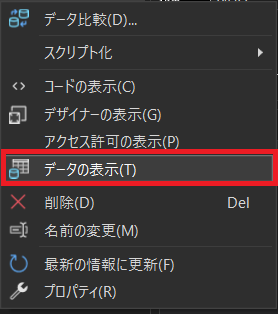 データ比較(D)...
スクリプト化
コードの表示(C)
デザイナーの表示(G)
アクセス許可の表示(P)
データの表示(T)
削除(D) Del
名前の変更(M)
最新の情報に更新(F)
プロパティ(R)